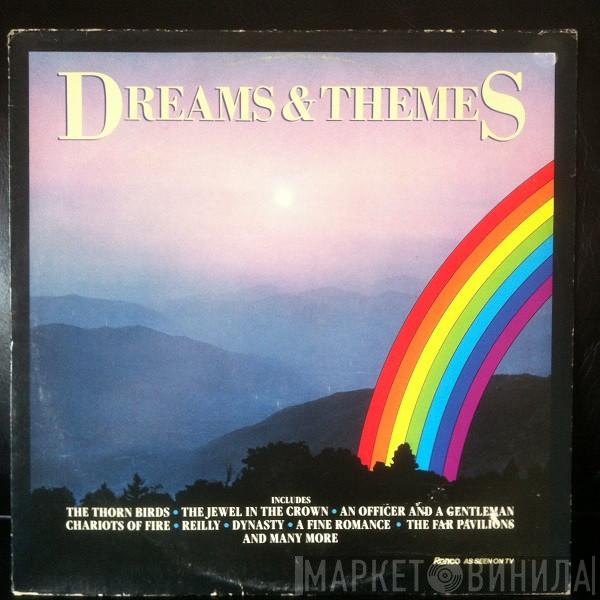 DREAMS & THEMES
INCLUDES
THE THORN BIRDS • THE JEWEL IN THE CROWN • AN OFFICER AND A GENTLEMAN
CHARIOTS OF FIRE • REILLY • DYNASTY • A FINE ROMANCE • THE FAR PAVILIONS
AND MANY MORE
Ronco AS SEEN ON TV
МАРКЕТ ВИНИЛА